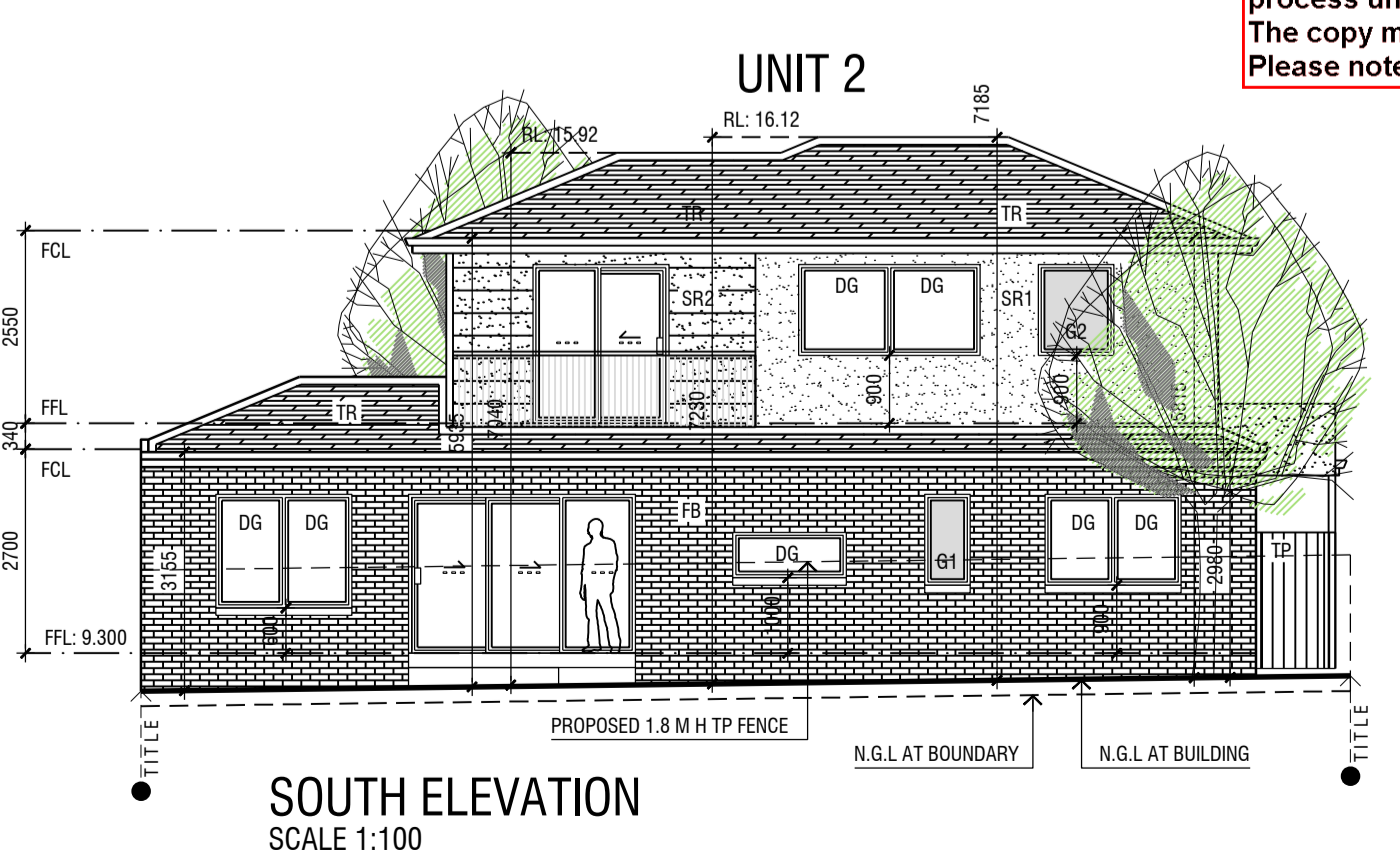 process un
The copy m
Please note
UNIT 2
7185
RL: 15.92
RL: 16.12
TR
TR
FCL
2550
SR2
DG
DG
SR1
G2
900
900
FFL
TR
340
7040
7230
FCL
2700
DG
DG
FB
DG
G1
DG
DG
TP
3155
2980
1000
900
FFL: 9.300
PROPOSED 1.8 M H TP FENCE
N.G.L AT BOUNDARY
N.G.L AT BUILDING
TITLE
TITLE
SOUTH ELEVATION
SCALE 1:100